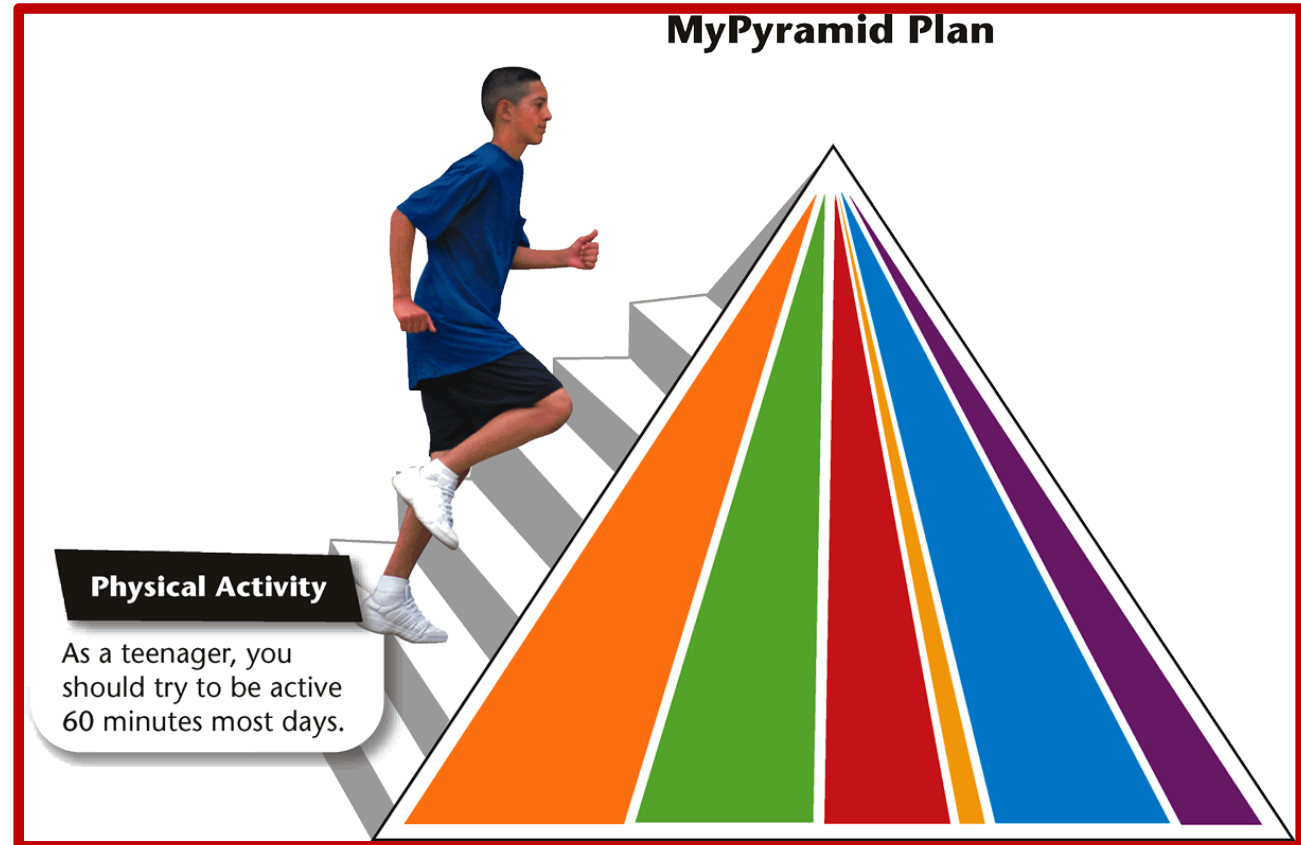 MyPyramid Plan
Physical Activity
As a teenager, you
should try to be active
60 minutes most days.